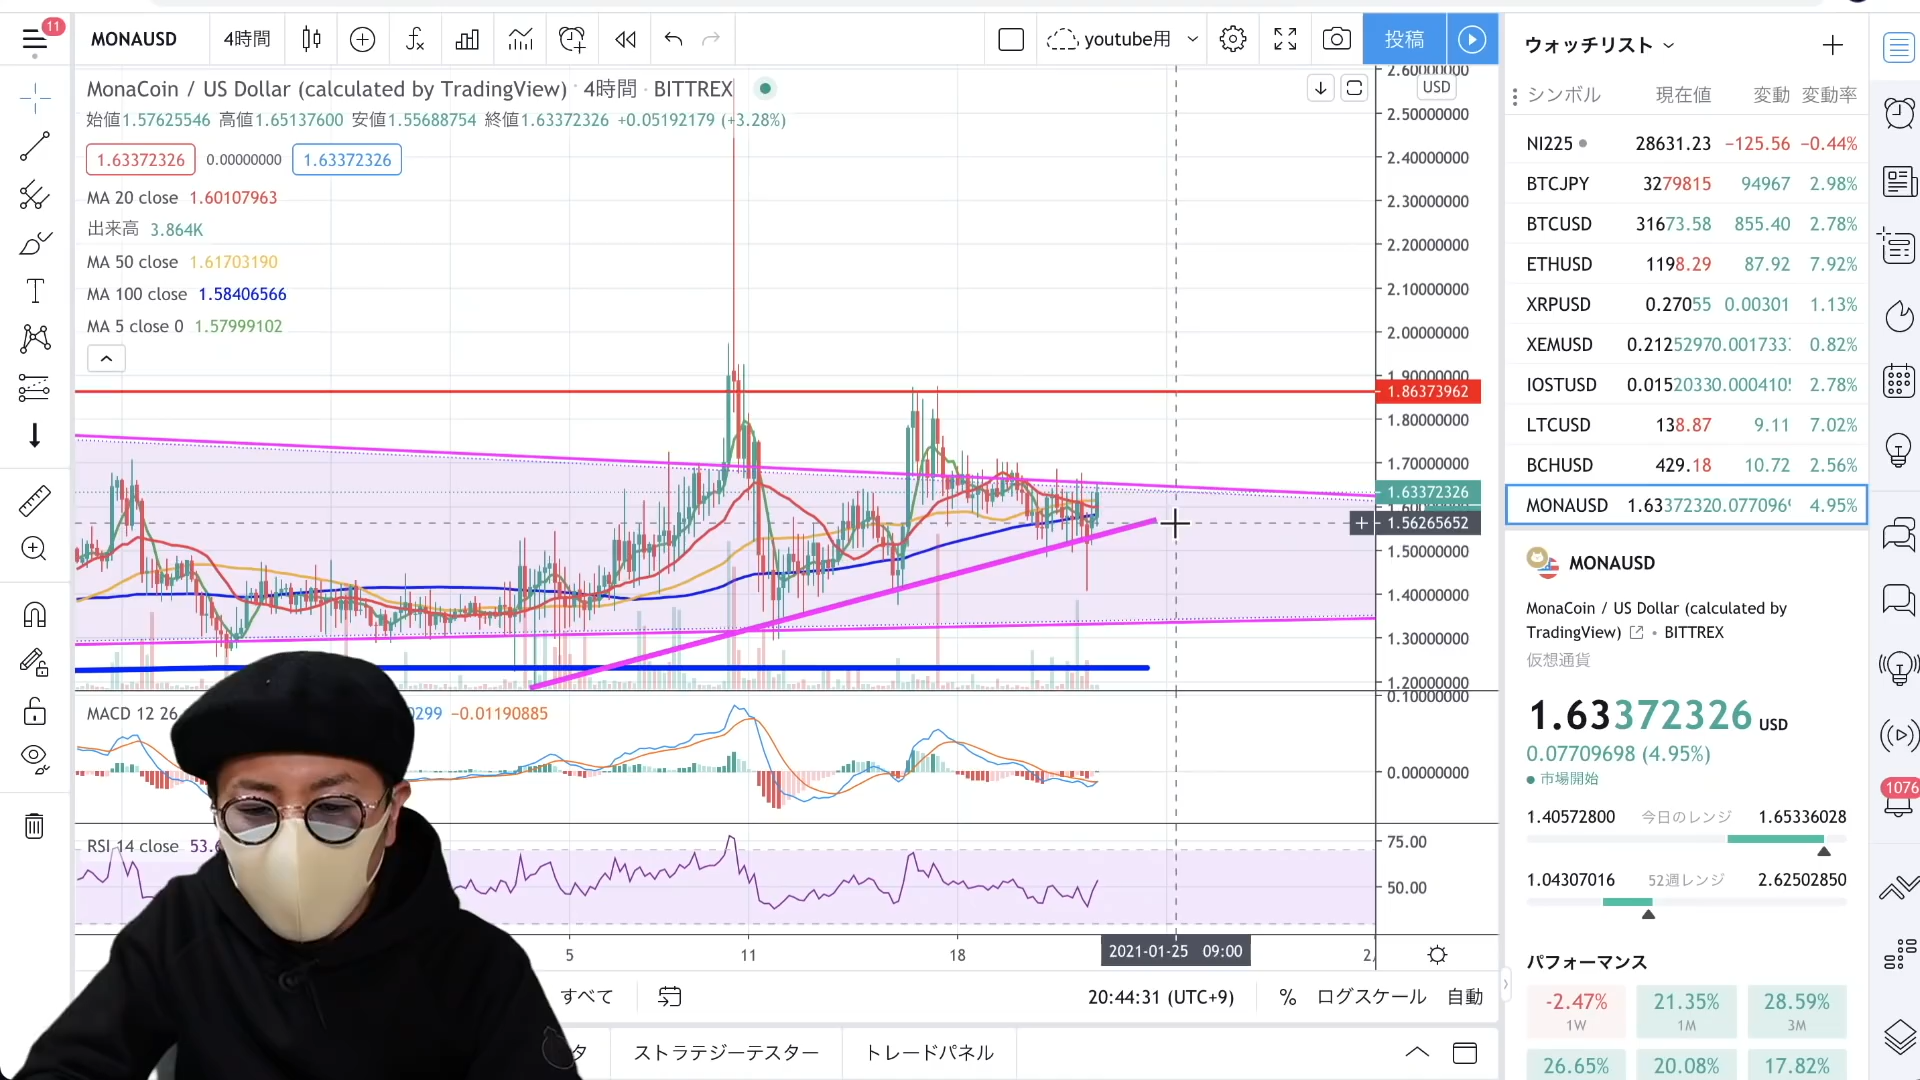 11
MONAUSD
4時間
youtube用
投稿
MonaCoin / US Dollar (calculated by TradingView) · 4時間 · BITTREX
始値1.57625546 高値1.65137600 安値1.55688754 終値1.63372326 +0.05192179 (+3.28%)
1.63372326 0.00000000 1.63372326
MA 20 close 1.60107963
出来高 3.864K
MA 50 close 1.61703190
MA 100 close 1.58406566
MA 5 close 0 1.57999102
USD
2.60000000
2.50000000
2.40000000
2.30000000
2.20000000
2.10000000
2.00000000
1.90000000
1.86373962
1.80000000
1.70000000
1.63372326
1.56265652
1.50000000
1.40000000
1.30000000
1.20000000
0.10000000
MACD 12 26
0299 −0.01190885
0.00000000
RSI 14 close 53.
75.00
50.00
5
11
18
2021-01-25 09:00
すべて
20:44:31 (UTC+9)
%
ログスケール
自動
タ
ストラテジーテスター
トレードパネル
ウォッチリスト
シンボル 現在値 変動 変動率
NI225 28631.23 −125.56 −0.44%
BTCJPY 3279815 94967 2.98%
BTCUSD 31673.58 855.40 2.78%
ETHUSD 1198.29 87.92 7.92%
XRPUSD 0.27055 0.00301 1.13%
XEMUSD 0.21252970.001733
0.82%
IOSTUSD 0.01520330.000410
2.78%
LTCUSD 138.87 9.11 7.02%
BCHUSD 429.18 10.72 2.56%
MONAUSD 1.63372320.077096
4.95%
MONAUSD
MonaCoin / US Dollar (calculated by
TradingView) • BITTREX
仮想通貨
1.63372326 USD
0.07709698 (4.95%)
市場開始
1.40572800 今日のレンジ 1.65336028
1.04307016 52週レンジ 2.62502850
パフォーマンス
-2.47% 21.35% 28.59%
1W 1M 3M
26.65% 20.08% 17.82%
1076